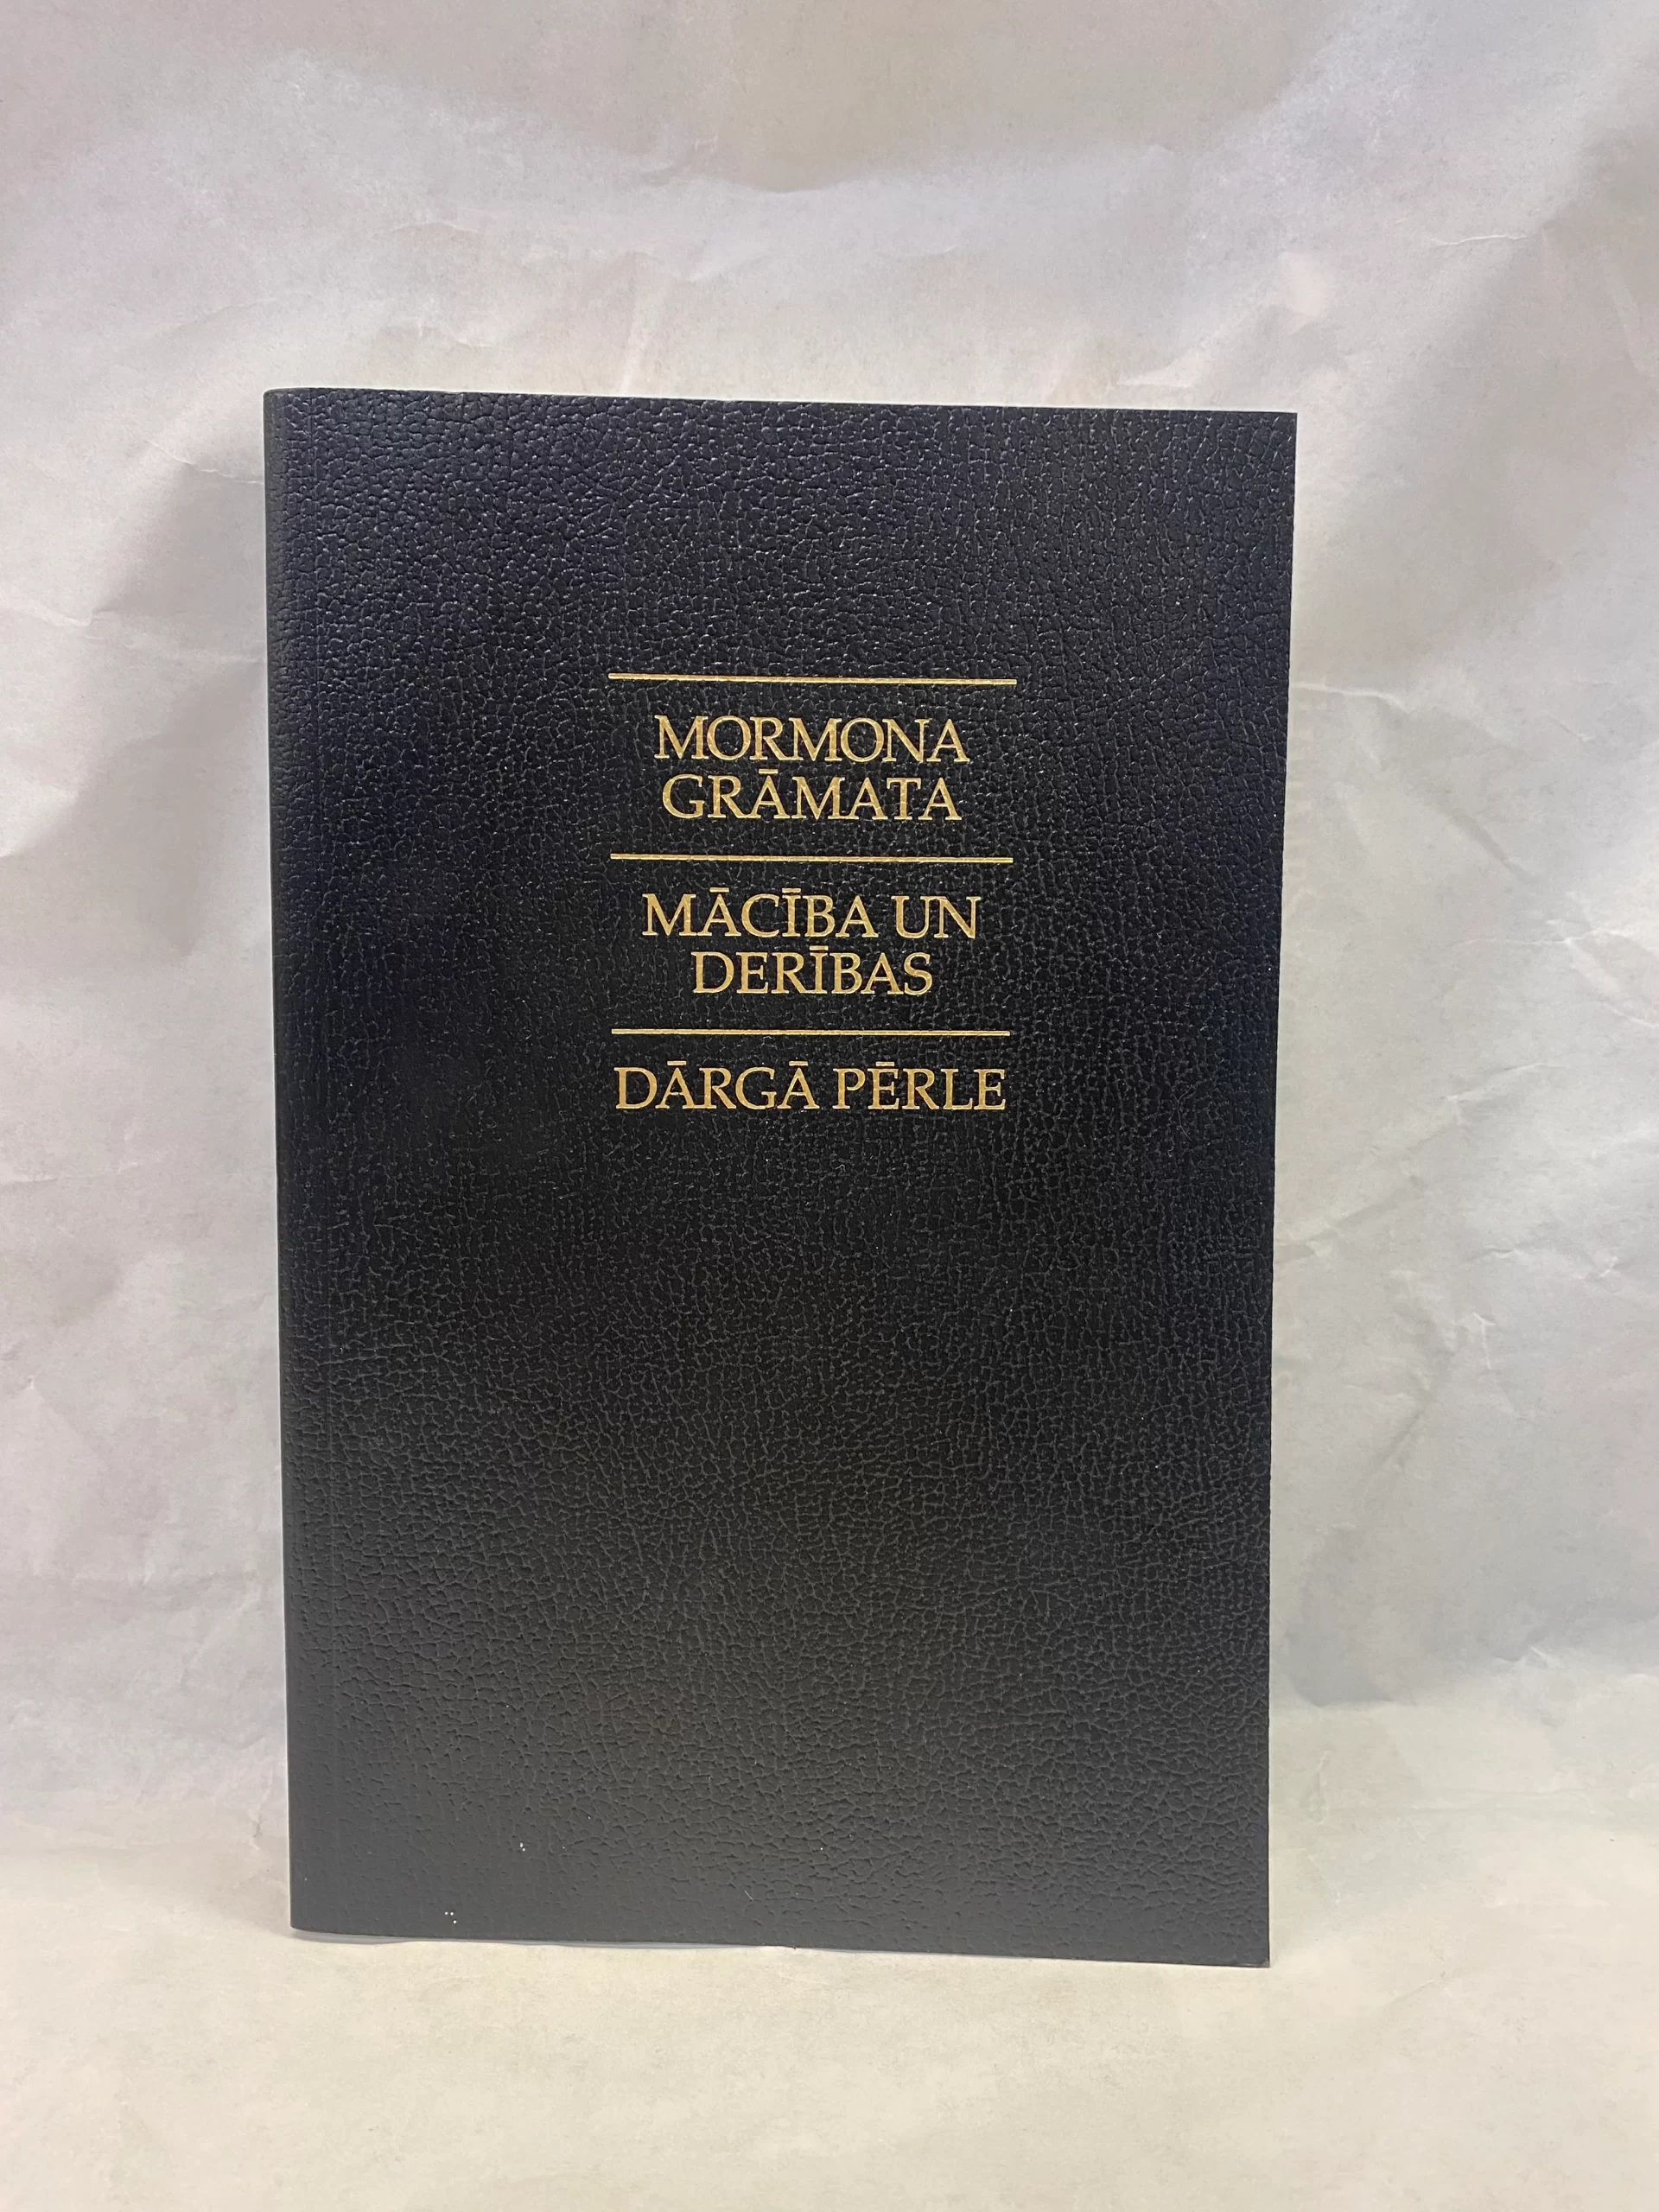 MORMONA
GRĀMATA
MĀCĪBA UN
DERĪBAS
DĀRGĀ PĒRLE